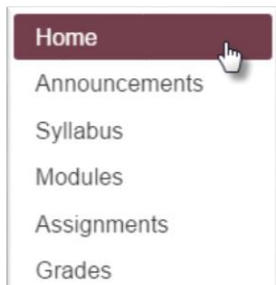 Home
Announcements
Syllabus
Modules
Assignments
Grades